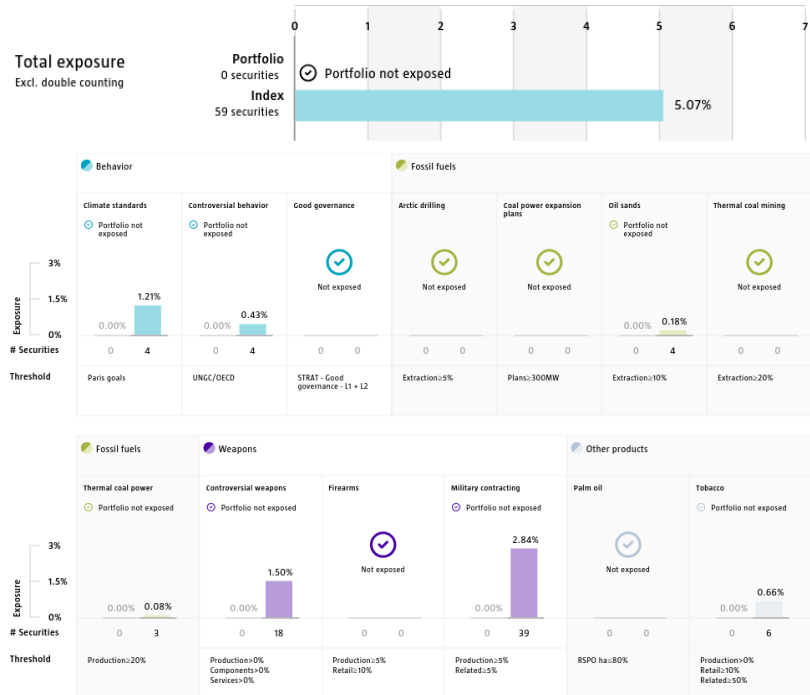 0 1 2 3 4 5 6 7
Total exposure
Excl. double counting
Portfolio
0 securities
Portfolio not exposed
Index
59 securities
5.07%
Behavior
Fossil fuels
Climate standards
Controversial behavior
Good governance
Arctic drilling
Coal power expansion
plans
Oil sands
Thermal coal mining
Portfolio not
exposed
Portfolio not
exposed
Portfolio not
exposed
Not exposed
Not exposed
Not exposed
Not exposed
Exposure
3%
1.5%
0%
0.00% 1.21%
0.00% 0.43%
0.00% 0.18%
# Securities 0 4 0 4 0 0 0 0 0 0 0 4 0 0
Threshold
Paris goals
UNGC/OECD
STRAT - Good
governance - L1 + L2
Extraction≥5%
Plans≥300MW
Extraction≥10%
Extraction≥20%
Fossil fuels
Weapons
Other products
Thermal coal power
Controversial weapons
Firearms
Military contracting
Palm oil
Tobacco
Portfolio not exposed
Portfolio not exposed
Portfolio not exposed
Portfolio not exposed
Not exposed
Not exposed
Exposure
3%
1.5%
0%
0.00% 0.08%
0.00% 1.50%
0.00% 2.84%
0.00% 0.66%
# Securities 0 3 0 18 0 0 0 39 0 0 0 6
Threshold
Production≥20%
Production>0%
Components>0%
Services>0%
Production≥5%
Retail≥10%
Production≥5%
Related≥5%
RSPO ha≤80%
Production>0%
Retail≥10%
Related≥50%